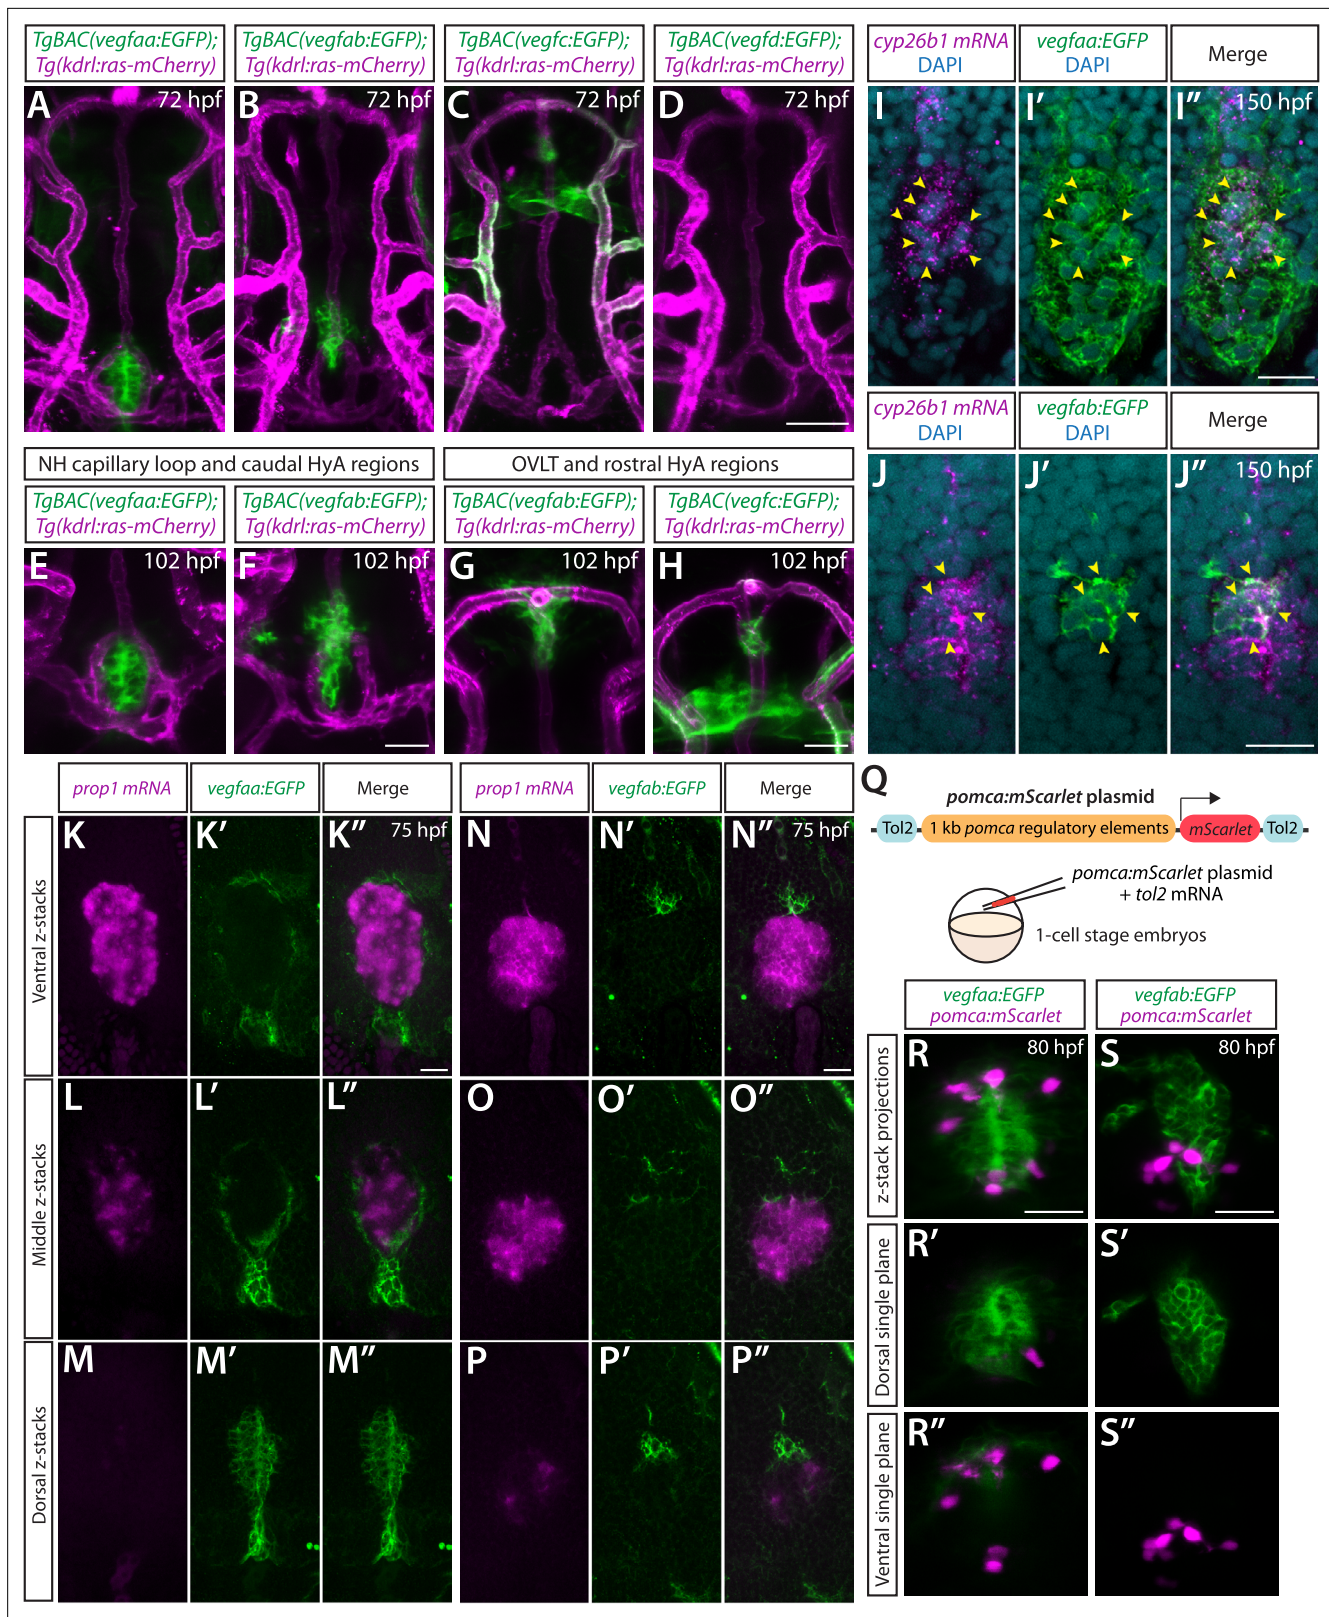 TgBAC(vegfaa:EGFP);
Tg(kdrl:ras-mCherry)
TgBAC(vegfab:EGFP);
Tg(kdrl:ras-mCherry)
TgBAC(vegfc:EGFP);
Tg(kdrl:ras-mCherry)
TgBAC(vegfd:EGFP);
Tg(kdrl:ras-mCherry)
A 72 hpf
B 72 hpf
C 72 hpf
D 72 hpf
NH capillary loop and caudal HyA regions
OVLT and rostral HyA regions
TgBAC(vegfaa:EGFP);
Tg(kdrl:ras-mCherry)
TgBAC(vegfab:EGFP);
Tg(kdrl:ras-mCherry)
TgBAC(vegfab:EGFP);
Tg(kdrl:ras-mCherry)
TgBAC(vegfc:EGFP);
Tg(kdrl:ras-mCherry)
E 102 hpf
F 102 hpf
G 102 hpf
H 102 hpf
cyp26b1 mRNA
DAPI
vegfaa:EGFP
DAPI
Merge
I
I′
I″ 150 hpf
cyp26b1 mRNA
DAPI
vegfab:EGFP
DAPI
Merge
J
J′
J″ 150 hpf
prop1 mRNA
vegfaa:EGFP
Merge
prop1 mRNA
vegfab:EGFP
Merge
Ventral z-stacks
K
K′
K″ 75 hpf
N
N′
N″ 75 hpf
Middle z-stacks
L
L′
L″
O
O′
O″
Dorsal z-stacks
M
M′
M″
P
P′
P″
Q
pomca:mScarlet plasmid
Tol2
1 kb pomca regulatory elements
mScarlet
Tol2
pomca:mScarlet plasmid
+ tol2 mRNA
1-cell stage embryos
vegfaa:EGFP
pomca:mScarlet
vegfab:EGFP
pomca:mScarlet
z-stack projections
R 80 hpf
S 80 hpf
Dorsal single plane
R′
S′
Ventral single plane
R″
S″